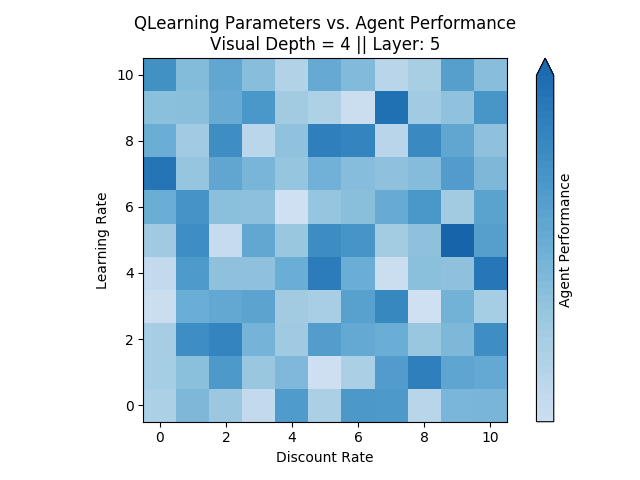 QLearning Parameters vs. Agent Performance
Visual Depth = 4 || Layer: 5
10
8
6
4
2
0
Learning Rate
0 2 4 6 8 10
Discount Rate
Agent Performance